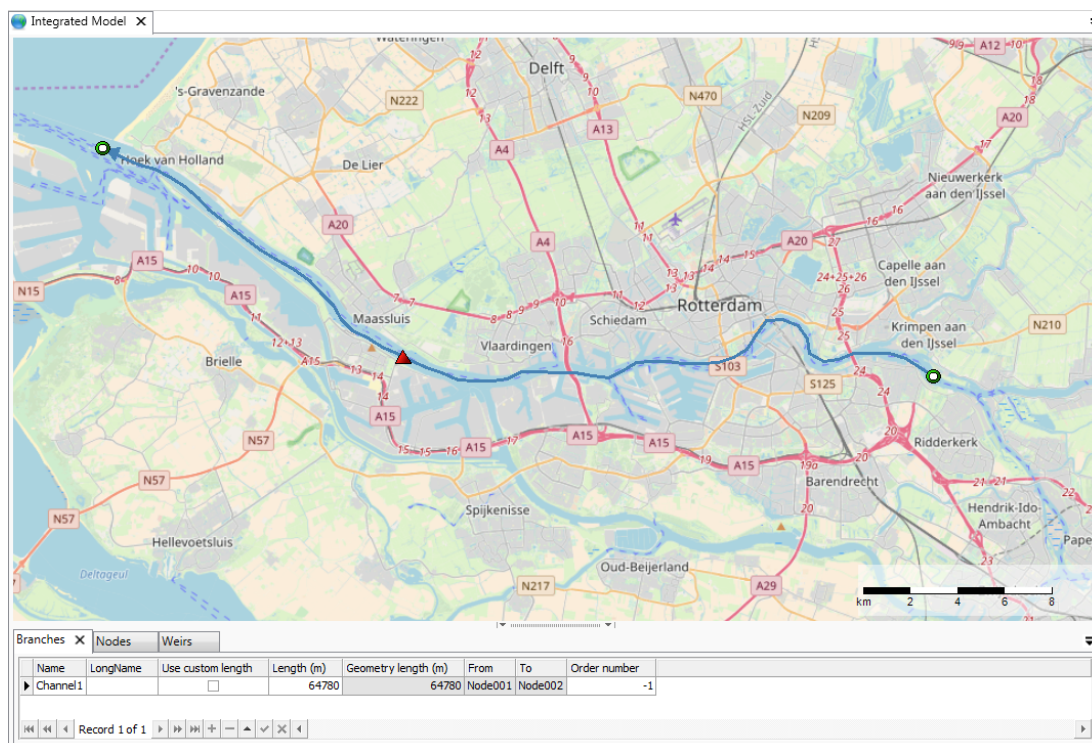 Integrated Model
Wateringen
Delft
A12
's-Gravenzande
N222
N470
HSL-Zuid
N209
A4
A13
A20
Hoek van Holland
De Lier
Nieuwerkerk
aan den IJssel
A20
A4
A20
Capelle aan
den IJssel
N15
A15
A15
Maassluis
Rotterdam
Schiedam
Vlaardingen
Krimpen aan
den IJssel
N210
Brielle
S103
S125
A15
N57
A15
A15
A15
A15
Ridderkerk
Barendrecht
N57
N57
Spijkenisse
Hendrik-Ido-
Ambacht
Hellevoetsluis
Oud-Beijerland
Deltageul
N217
A29
km 2 4 6 8
Branches Nodes Weirs
Name LongName Use custom length Length (m) Geometry length (m) From To Order number
Channel1 64780 64780 Node001 Node002 -1
Record 1 of 1